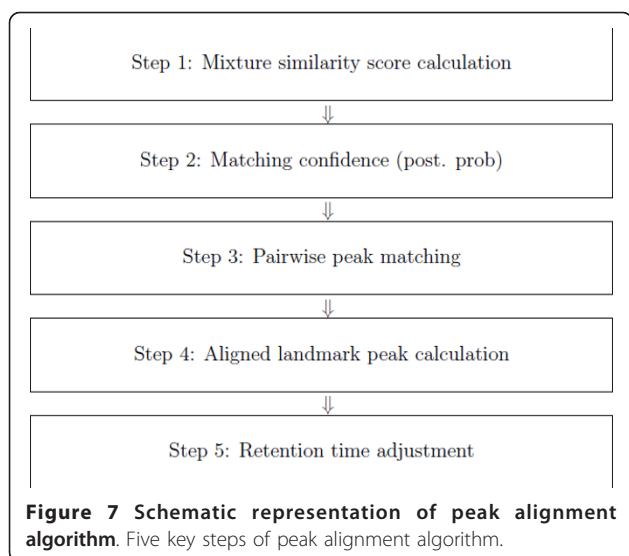 Step 1: Mixture similarity score calculation
⇓
Step 2: Matching confidence (post. prob)
⇓
Step 3: Pairwise peak matching
⇓
Step 4: Aligned landmark peak calculation
⇓
Step 5: Retention time adjustment
Figure 7 Schematic representation of peak alignment
algorithm. Five key steps of peak alignment algorithm.